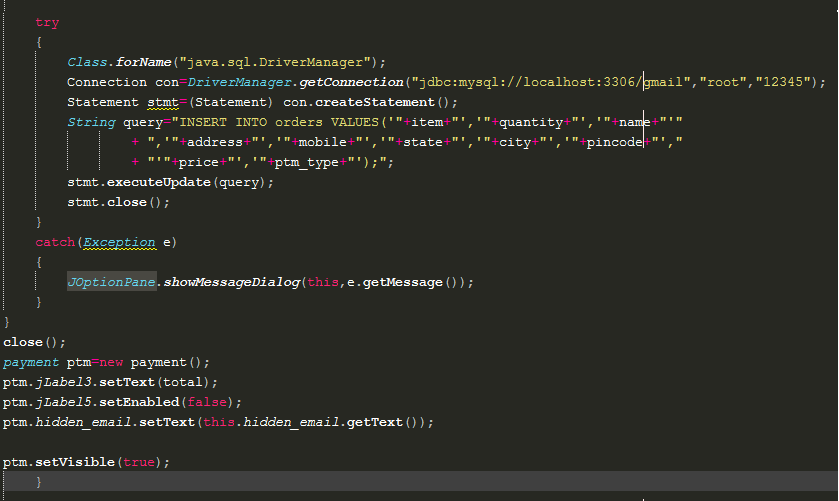 try
{
Class.forName("java.sql.DriverManager");
Connection con=DriverManager.getConnection("jdbc:mysql://localhost:3306/gmail","root","12345");
Statement stmt=(Statement) con.createStatement();
String query="INSERT INTO orders VALUES('"+item+"','"+quantity+"','"+name+"'"
+ ",'"+address+"','"+mobile+"','"+state+"','"+city+"','"+pincode+"',"
+ "'"+price+"','"+ptm_type+"');";
stmt.executeUpdate(query);
stmt.close();
}
catch(Exception e)
{
JOptionPane.showMessageDialog(this,e.getMessage());
}
}
close();
payment ptm=new payment();
ptm.jLabel3.setText(total);
ptm.jLabel5.setEnabled(false);
ptm.hidden_email.setText(this.hidden_email.getText());
ptm.setVisible(true);
}